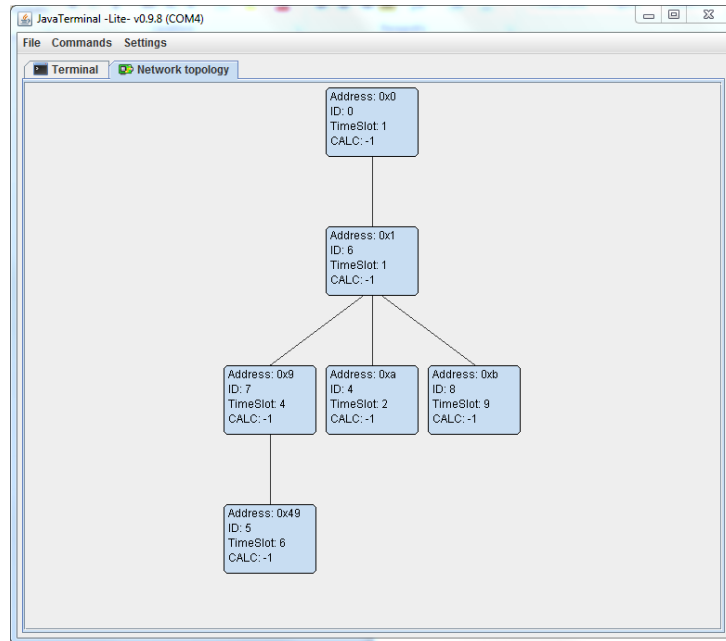 JavaTerminal -Lite- v0.9.8 (COM4)
File Commands Settings
Terminal Network topology
Address: 0x0
ID: 0
TimeSlot: 1
CALC: -1
Address: 0x1
ID: 6
TimeSlot: 1
CALC: -1
Address: 0x9
ID: 7
TimeSlot: 4
CALC: -1
Address: 0xa
ID: 4
TimeSlot: 2
CALC: -1
Address: 0xb
ID: 8
TimeSlot: 9
CALC: -1
Address: 0x49
ID: 5
TimeSlot: 6
CALC: -1